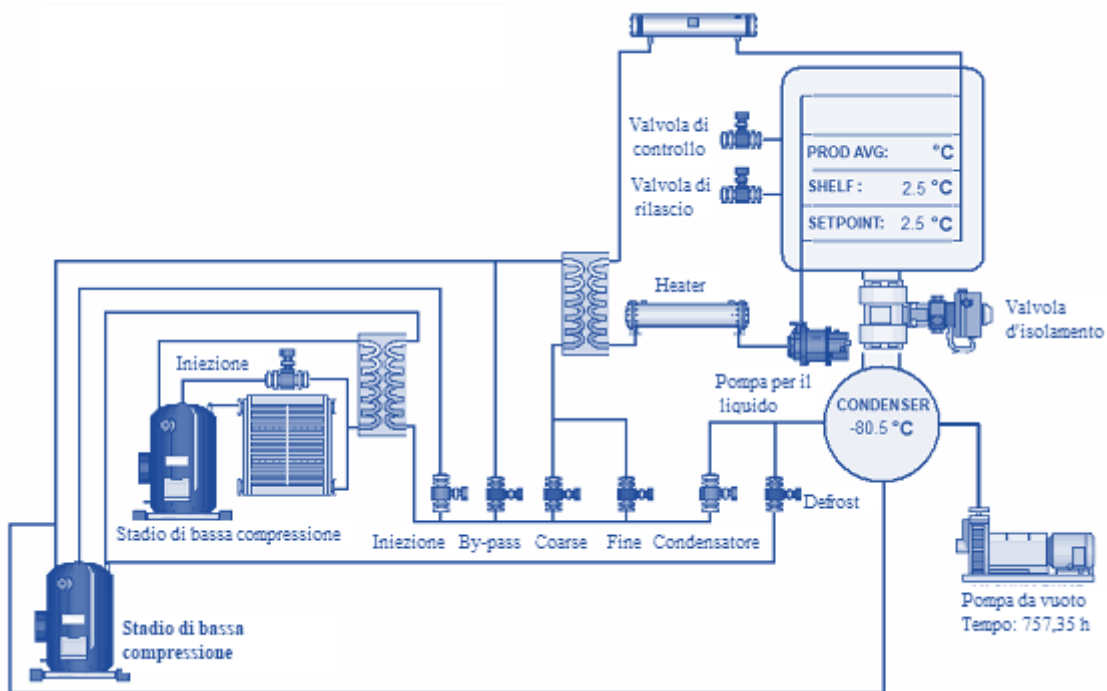 Valvola di
controllo
PROD AVG: °C
Valvola di
rilascio
SHELF : 2.5 °C
SETPOINT: 2.5 °C
Heater
Valvola
d'isolamento
Iniezione
Pompa per il
liquido
CONDENSER
-80.5 °C
Defrost
Stadio di bassa compressione
Iniezione By-pass Coarse Fine Condensatore
Pompa da vuoto
Tempo: 757,35 h
Stadio di bassa
compressione